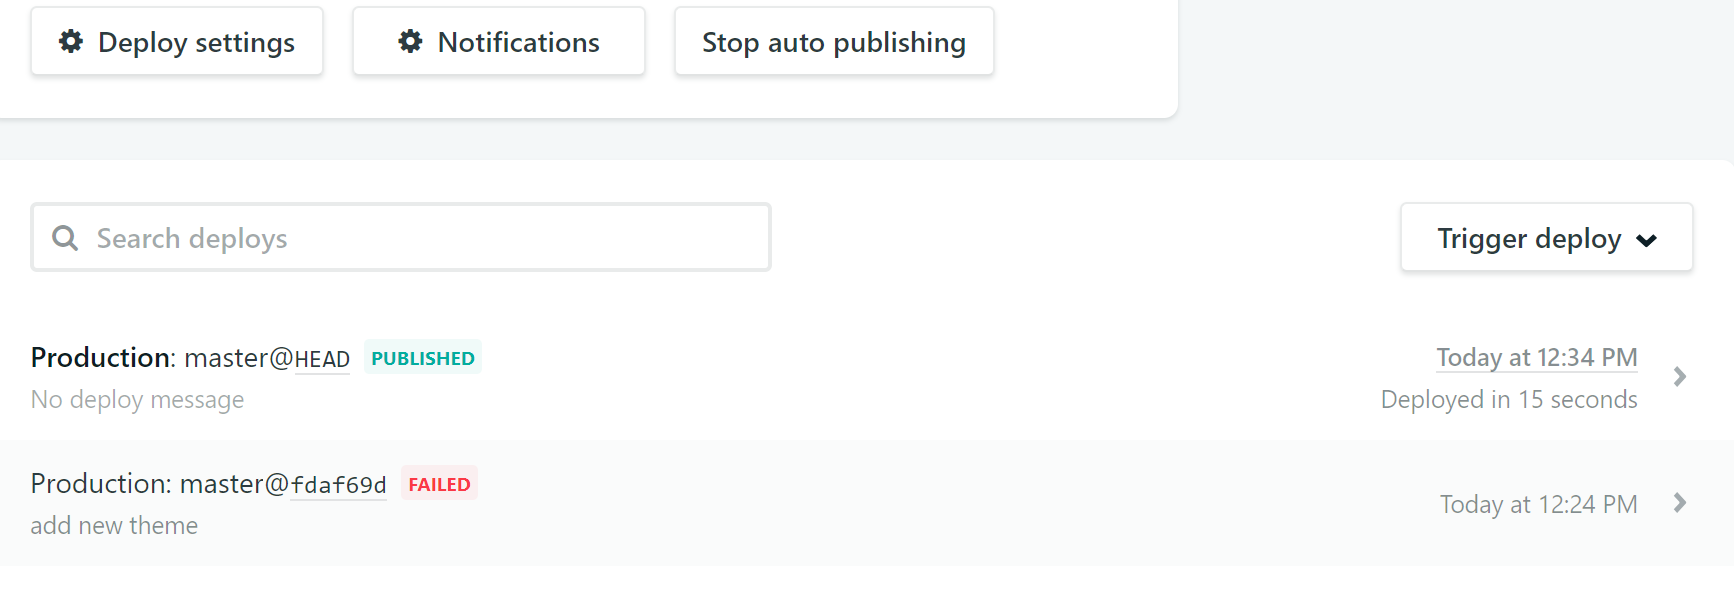 Deploy settings
Notifications
Stop auto publishing
Search deploys
Trigger deploy
Production: master@HEAD PUBLISHED
Today at 12:34 PM
No deploy message
Deployed in 15 seconds
Production: master@fdaf69d FAILED
Today at 12:24 PM
add new theme